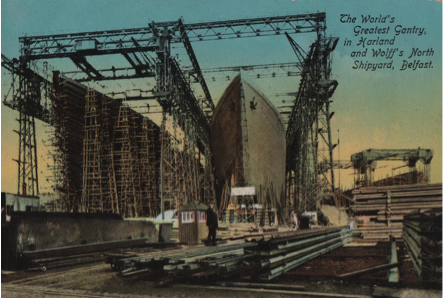 The World's
Greatest Gantry,
in Harland
and Wolff's North
Shipyard, Belfast.